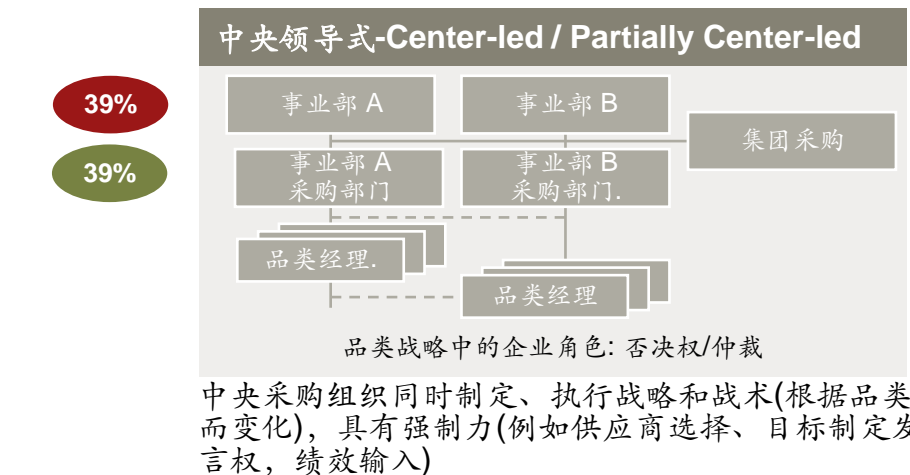 中央领导式-Center-led / Partially Center-led
39%
39%
事业部 A
事业部 B
集团采购
事业部 A
采购部门
事业部 B
采购部门.
品类经理.
品类经理
品类战略中的企业角色: 否决权/仲裁
中央采购组织同时制定、执行战略和战术(根据品类
而变化)，具有强制力(例如供应商选择、目标制定发
言权，绩效输入)